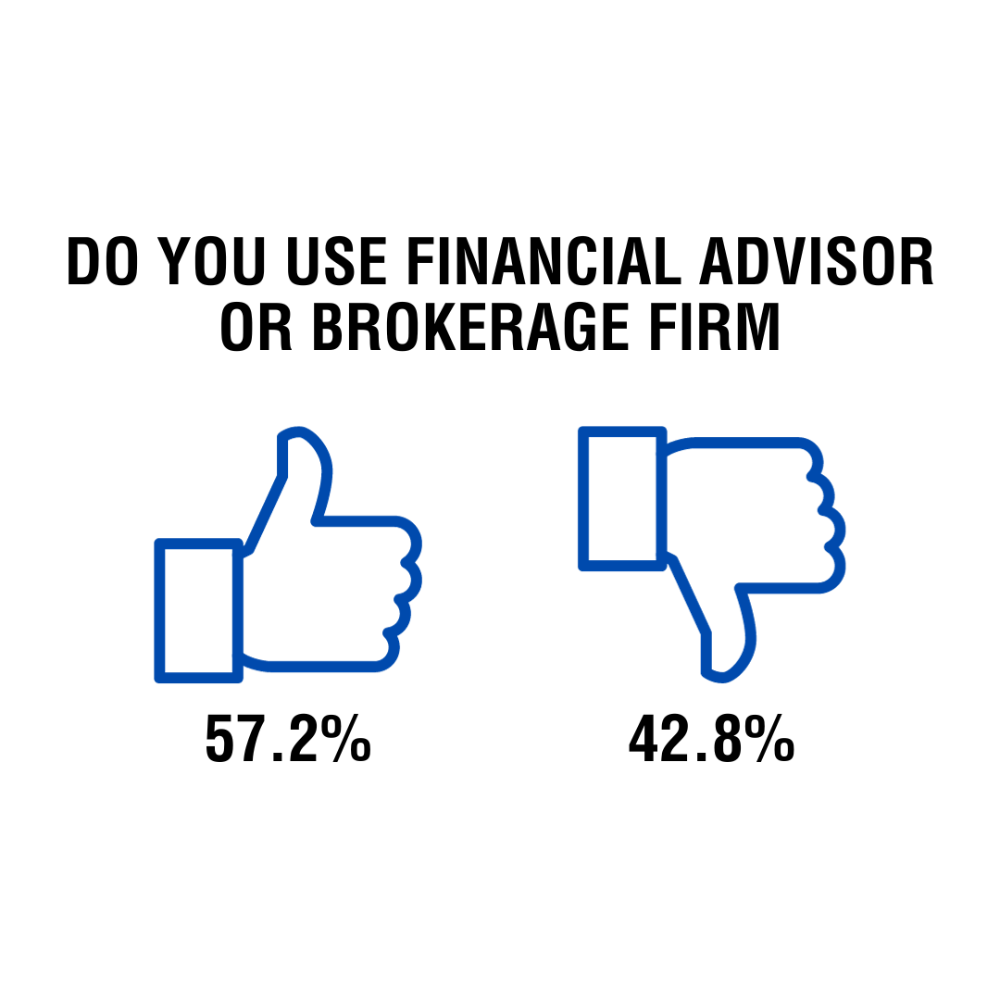 DO YOU USE FINANCIAL ADVISOR
OR BROKERAGE FIRM
57.2%
42.8%